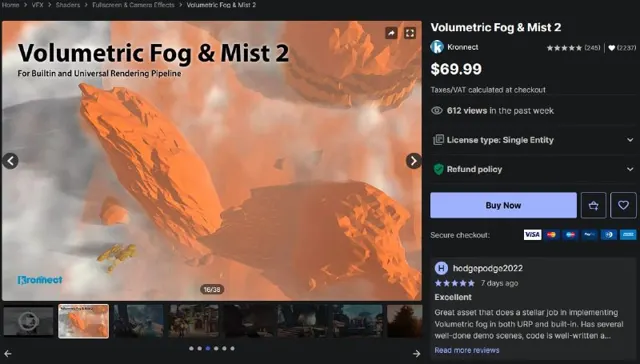 Home > VFX > Shaders > Fullscreen & Camera Effects > Volumetric Fog & Mist 2
Volumetric Fog & Mist 2
For Builtin and Universal Rendering Pipeline
Kronnect
16/38
Volumetric Fog & Mist 2
Kronnect
(245) | (2237)
$69.99
Taxes/VAT calculated at checkout
612 views in the past week
License type: Single Entity
Refund policy
Buy Now
Secure checkout:
VISA
H hodgepodge2022
7 days ago
Excellent
Great asset that does a stellar job in implementing
Volumetric fog in both URP and built-in. Has several
well-done demo scenes, code is well-written a...
Read more reviews